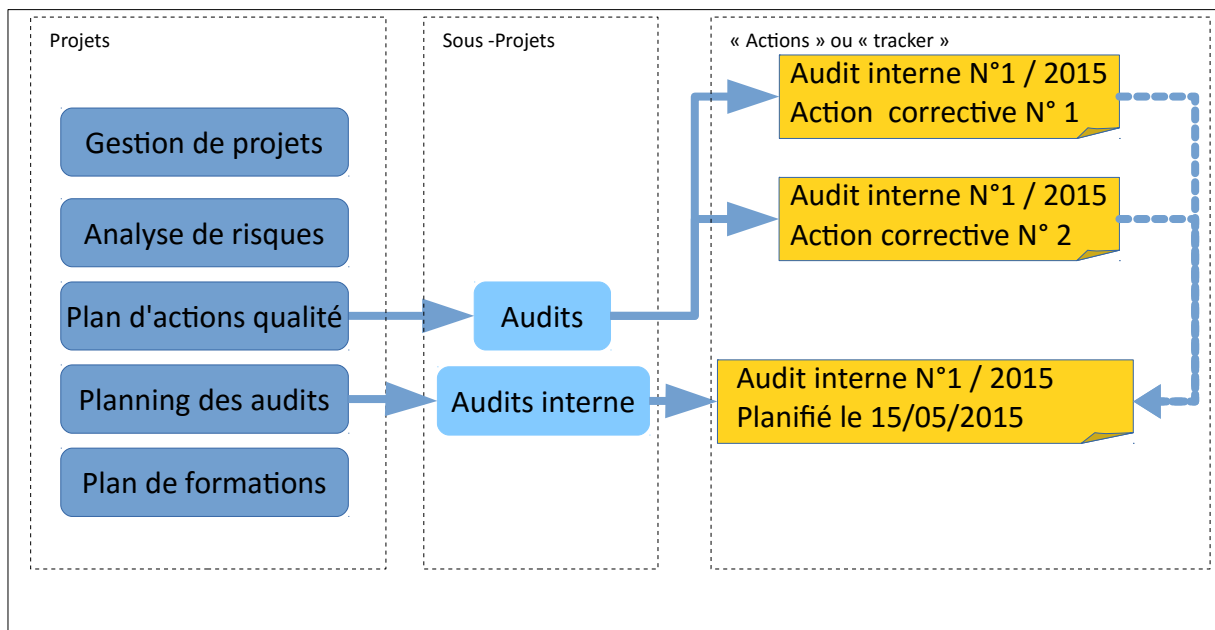 Projets
Gestion de projets
Analyse de risques
Plan d'actions qualité
Planning des audits
Plan de formations
Sous -Projets
Audits
Audits interne
« Actions » ou « tracker »
Audit interne N°1 / 2015
Action  corrective N° 1
Audit interne N°1 / 2015
Action corrective N° 2
Audit interne N°1 / 2015
Planifié le 15/05/2015